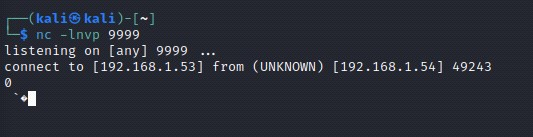 ┌──(kali㉿kali)-[~]
└─$ nc -lnvp 9999
listening on [any] 9999 ...
connect to [192.168.1.53] from (UNKNOWN) [192.168.1.54] 49243
0
`�